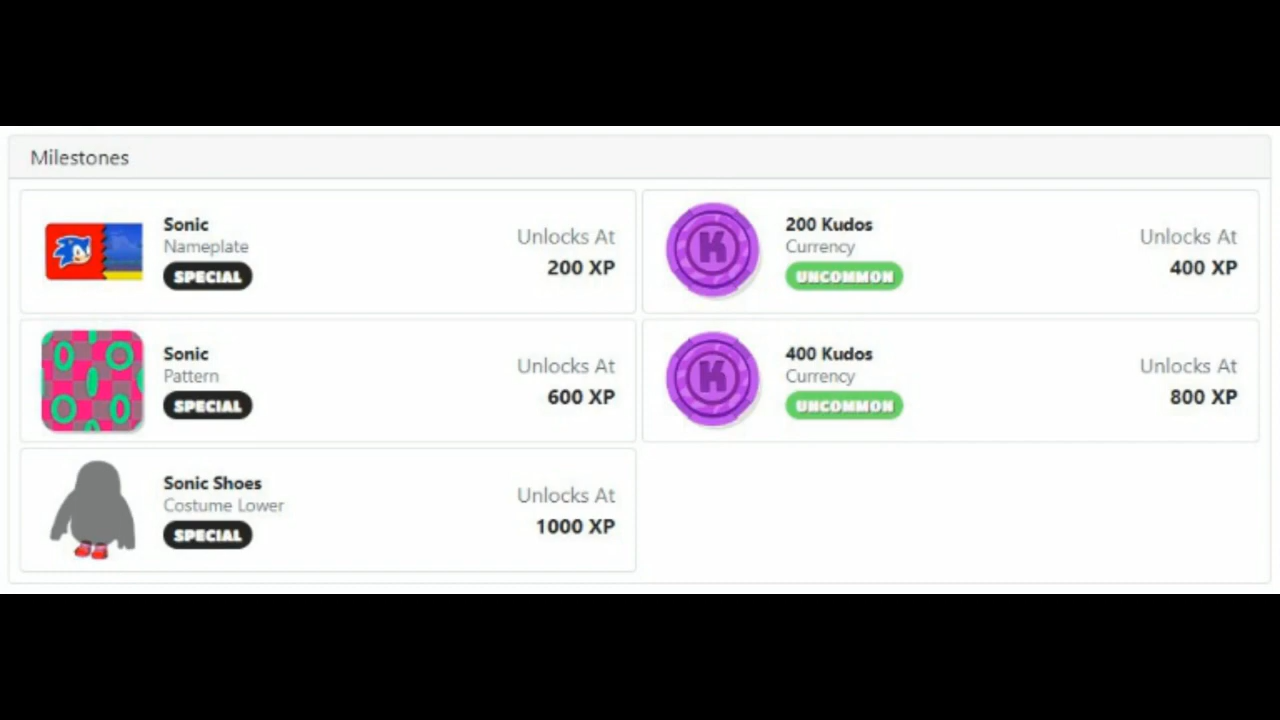 Milestones
Sonic
Nameplate
SPECIAL
Unlocks At
200 XP
K
200 Kudos
Currency
UNCOMMON
Unlocks At
400 XP
Sonic
Pattern
SPECIAL
Unlocks At
600 XP
K
400 Kudos
Currency
UNCOMMON
Unlocks At
800 XP
Sonic Shoes
Costume Lower
SPECIAL
Unlocks At
1000 XP